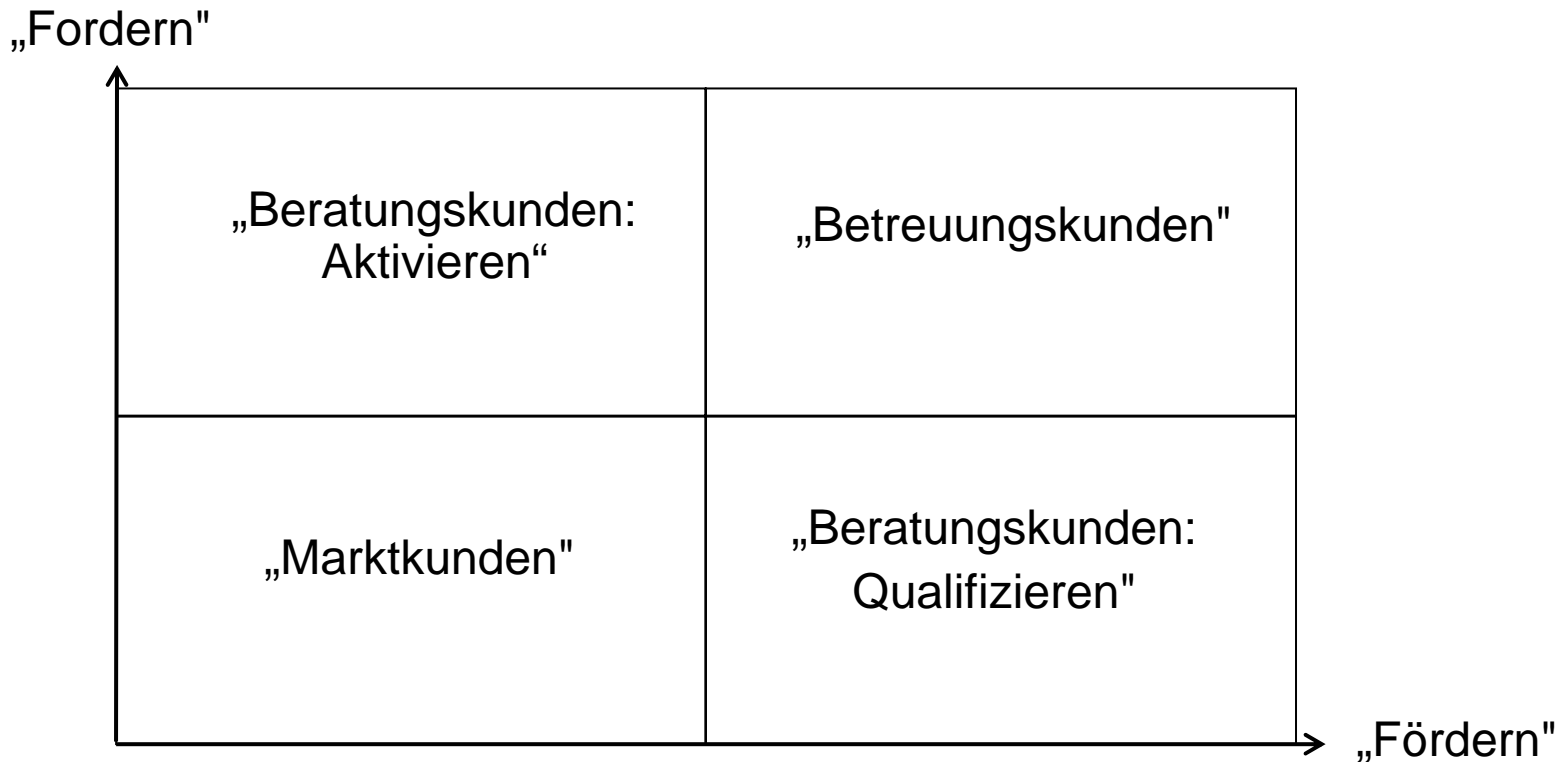 „Fordern"
„Beratungskunden:
Aktivieren“
„Betreuungskunden"
„Marktkunden"
„Beratungskunden:
Qualifizieren"
„Fördern"